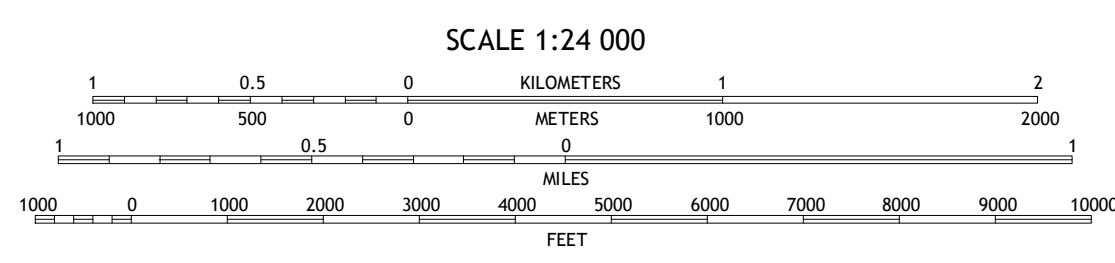 SCALE 1:24 000
1 0.5 0 KILOMETERS 1 2
1000 500 0 METERS 1000 2000
1 0.5 0 1
MILES
1000 0 1000 2000 3000 4000 5000 6000 7000 8000 9000 10000
FEET